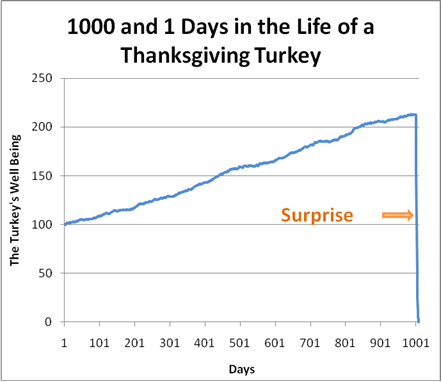 1000 and 1 Days in the Life of a
Thanksgiving Turkey
The Turkey's Well Being
250
200
150
100
50
0
Surprise
1 101 201 301 401 501 601 701 801 901 1001
Days